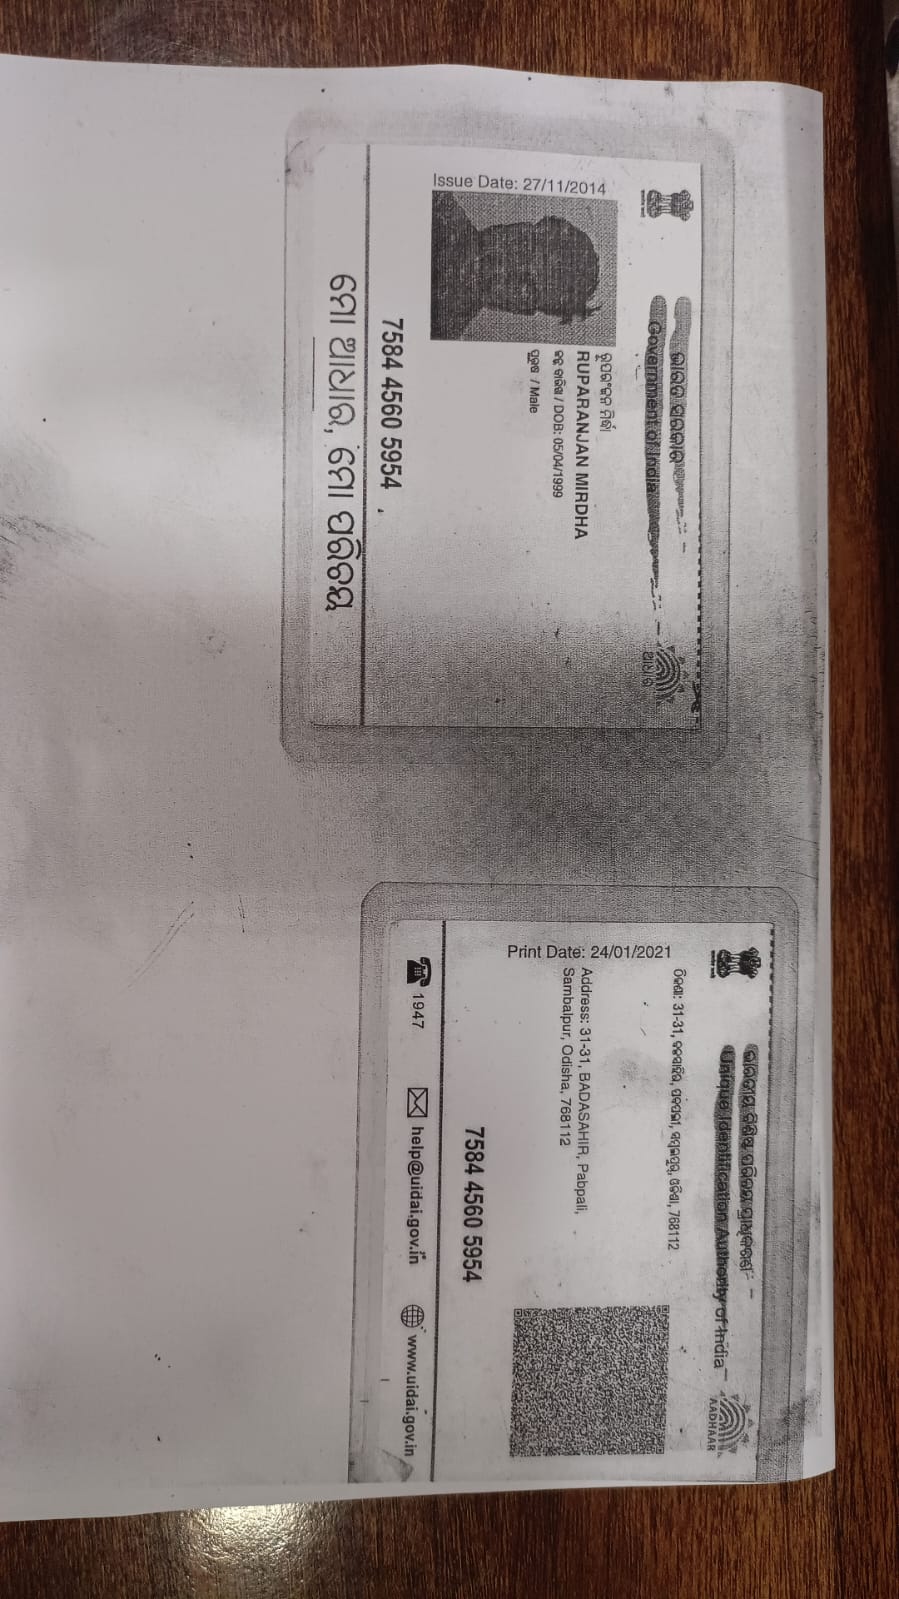 ଭାରତ ସରକାର
Government of India
Issue Date: 27/11/2014
ରୂପରଂଜନ ମିର୍ଧା
RUPARANJAN MIRDHA
ଜନ୍ମ ତାରିଖ / DOB: 05/04/1999
ପୁରୁଷ / Male
7584 4560 5954
ମୋ ଆଧାର, ମୋ ପରିଚୟ
ଭାରତୀୟ ବିଶିଷ୍ଟ ପରିଚୟ ପ୍ରାଧିକରଣ
Unique Identification Authority of India
AADHAAR
Print Date: 24/01/2021
ଠିକଣା: 31-31, ସମ୍ବଲପୁର, ଓଡିଶା, 768112
Address: 31-31, BADASAHIR, Pabpali,
Sambalpur, Odisha, 768112
7584 4560 5954
1947
help@uidai.gov.in
www.uidai.gov.in